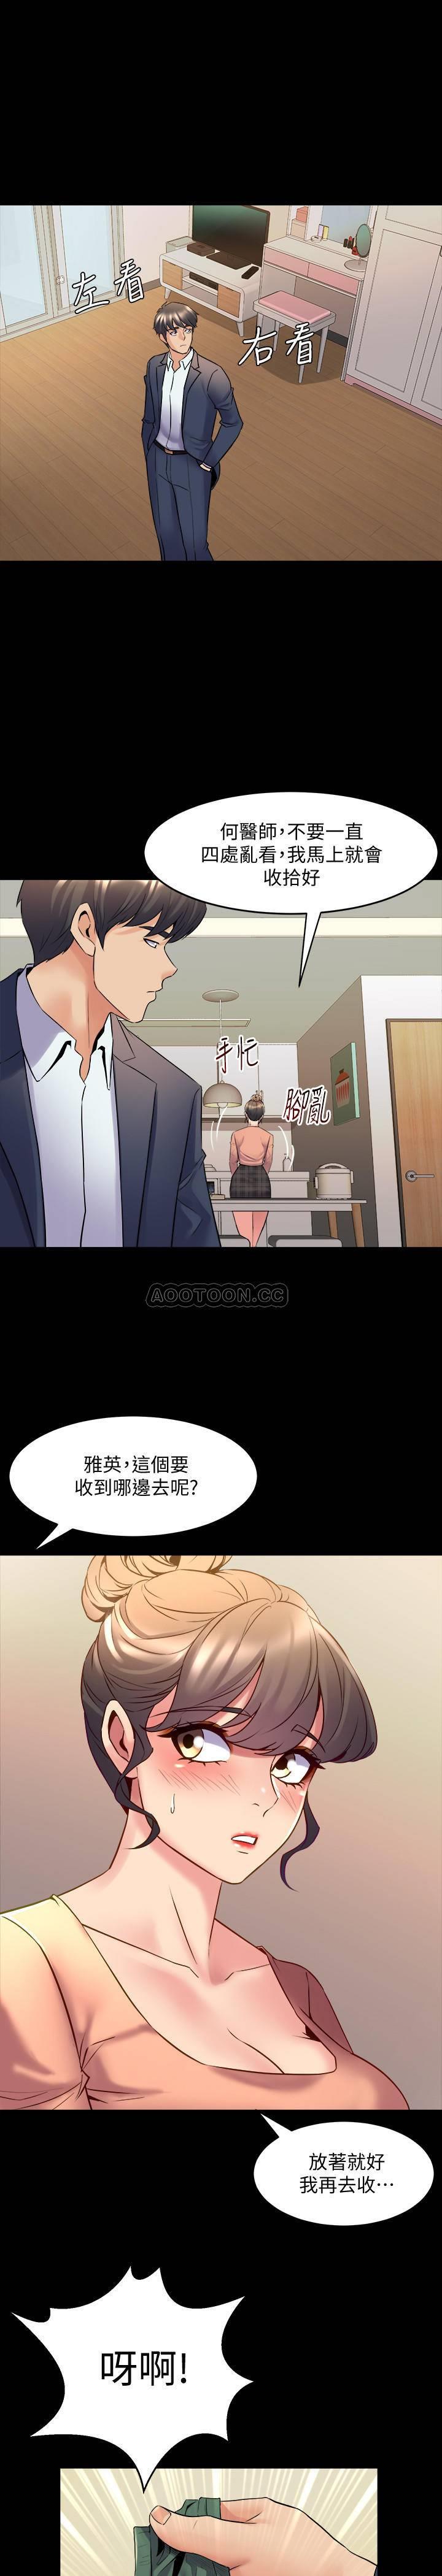 左看
右看
何醫師，不要一直
四處亂看，我馬上就會
收拾好
手忙
腳亂
AOOTOON.CC
雅英，這個要
收到哪邊去呢?
放著就好
我再去收⋯
呀啊!